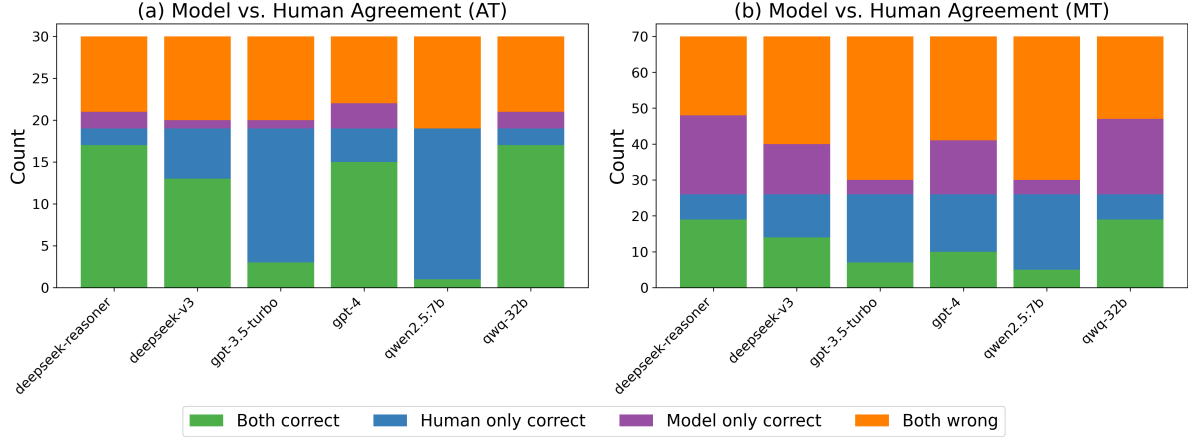 (a) Model vs. Human Agreement (AT)
Count
30
25
20
15
10
5
0
deepseek-reasoner
deepseek-v3
gpt-3.5-turbo
gpt-4
qwen2.5:7b
qwq-32b
(b) Model vs. Human Agreement (MT)
Count
70
60
50
40
30
20
10
0
deepseek-reasoner
deepseek-v3
gpt-3.5-turbo
gpt-4
qwen2.5:7b
qwq-32b
Both correct
Human only correct
Model only correct
Both wrong